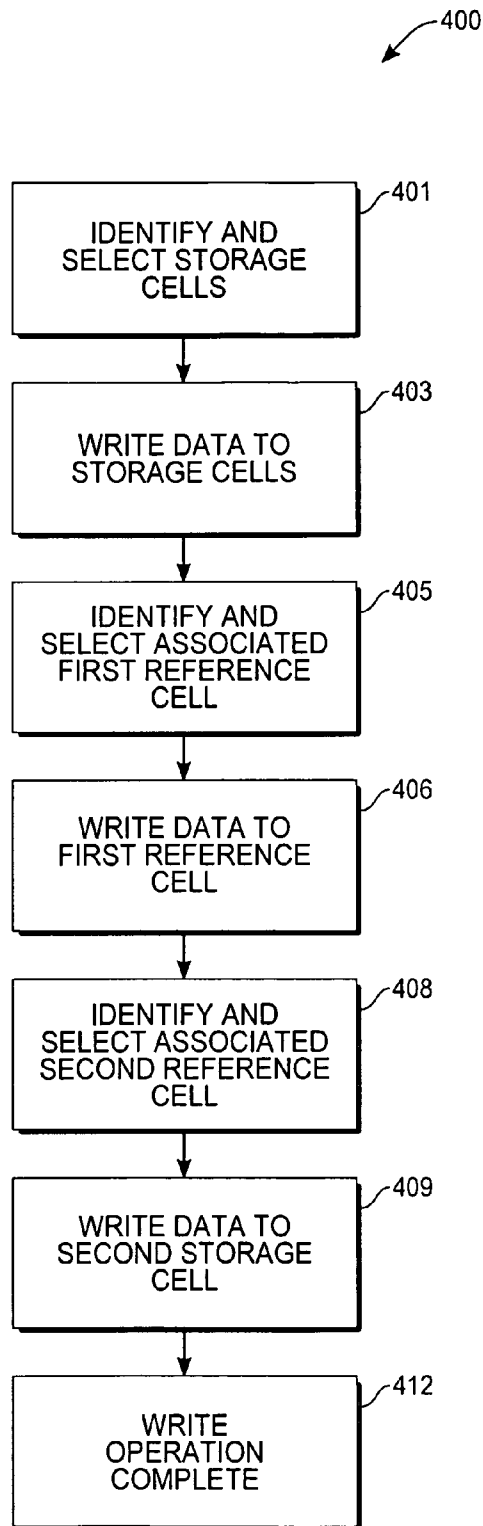 400
401
IDENTIFY AND
SELECT STORAGE
CELLS
403
WRITE DATA TO
STORAGE CELLS
405
IDENTIFY AND
SELECT ASSOCIATED
FIRST REFERENCE
CELL
406
WRITE DATA TO
FIRST REFERENCE
CELL
408
IDENTIFY AND
SELECT ASSOCIATED
SECOND REFERENCE
CELL
409
WRITE DATA TO
SECOND STORAGE
CELL
412
WRITE
OPERATION
COMPLETE